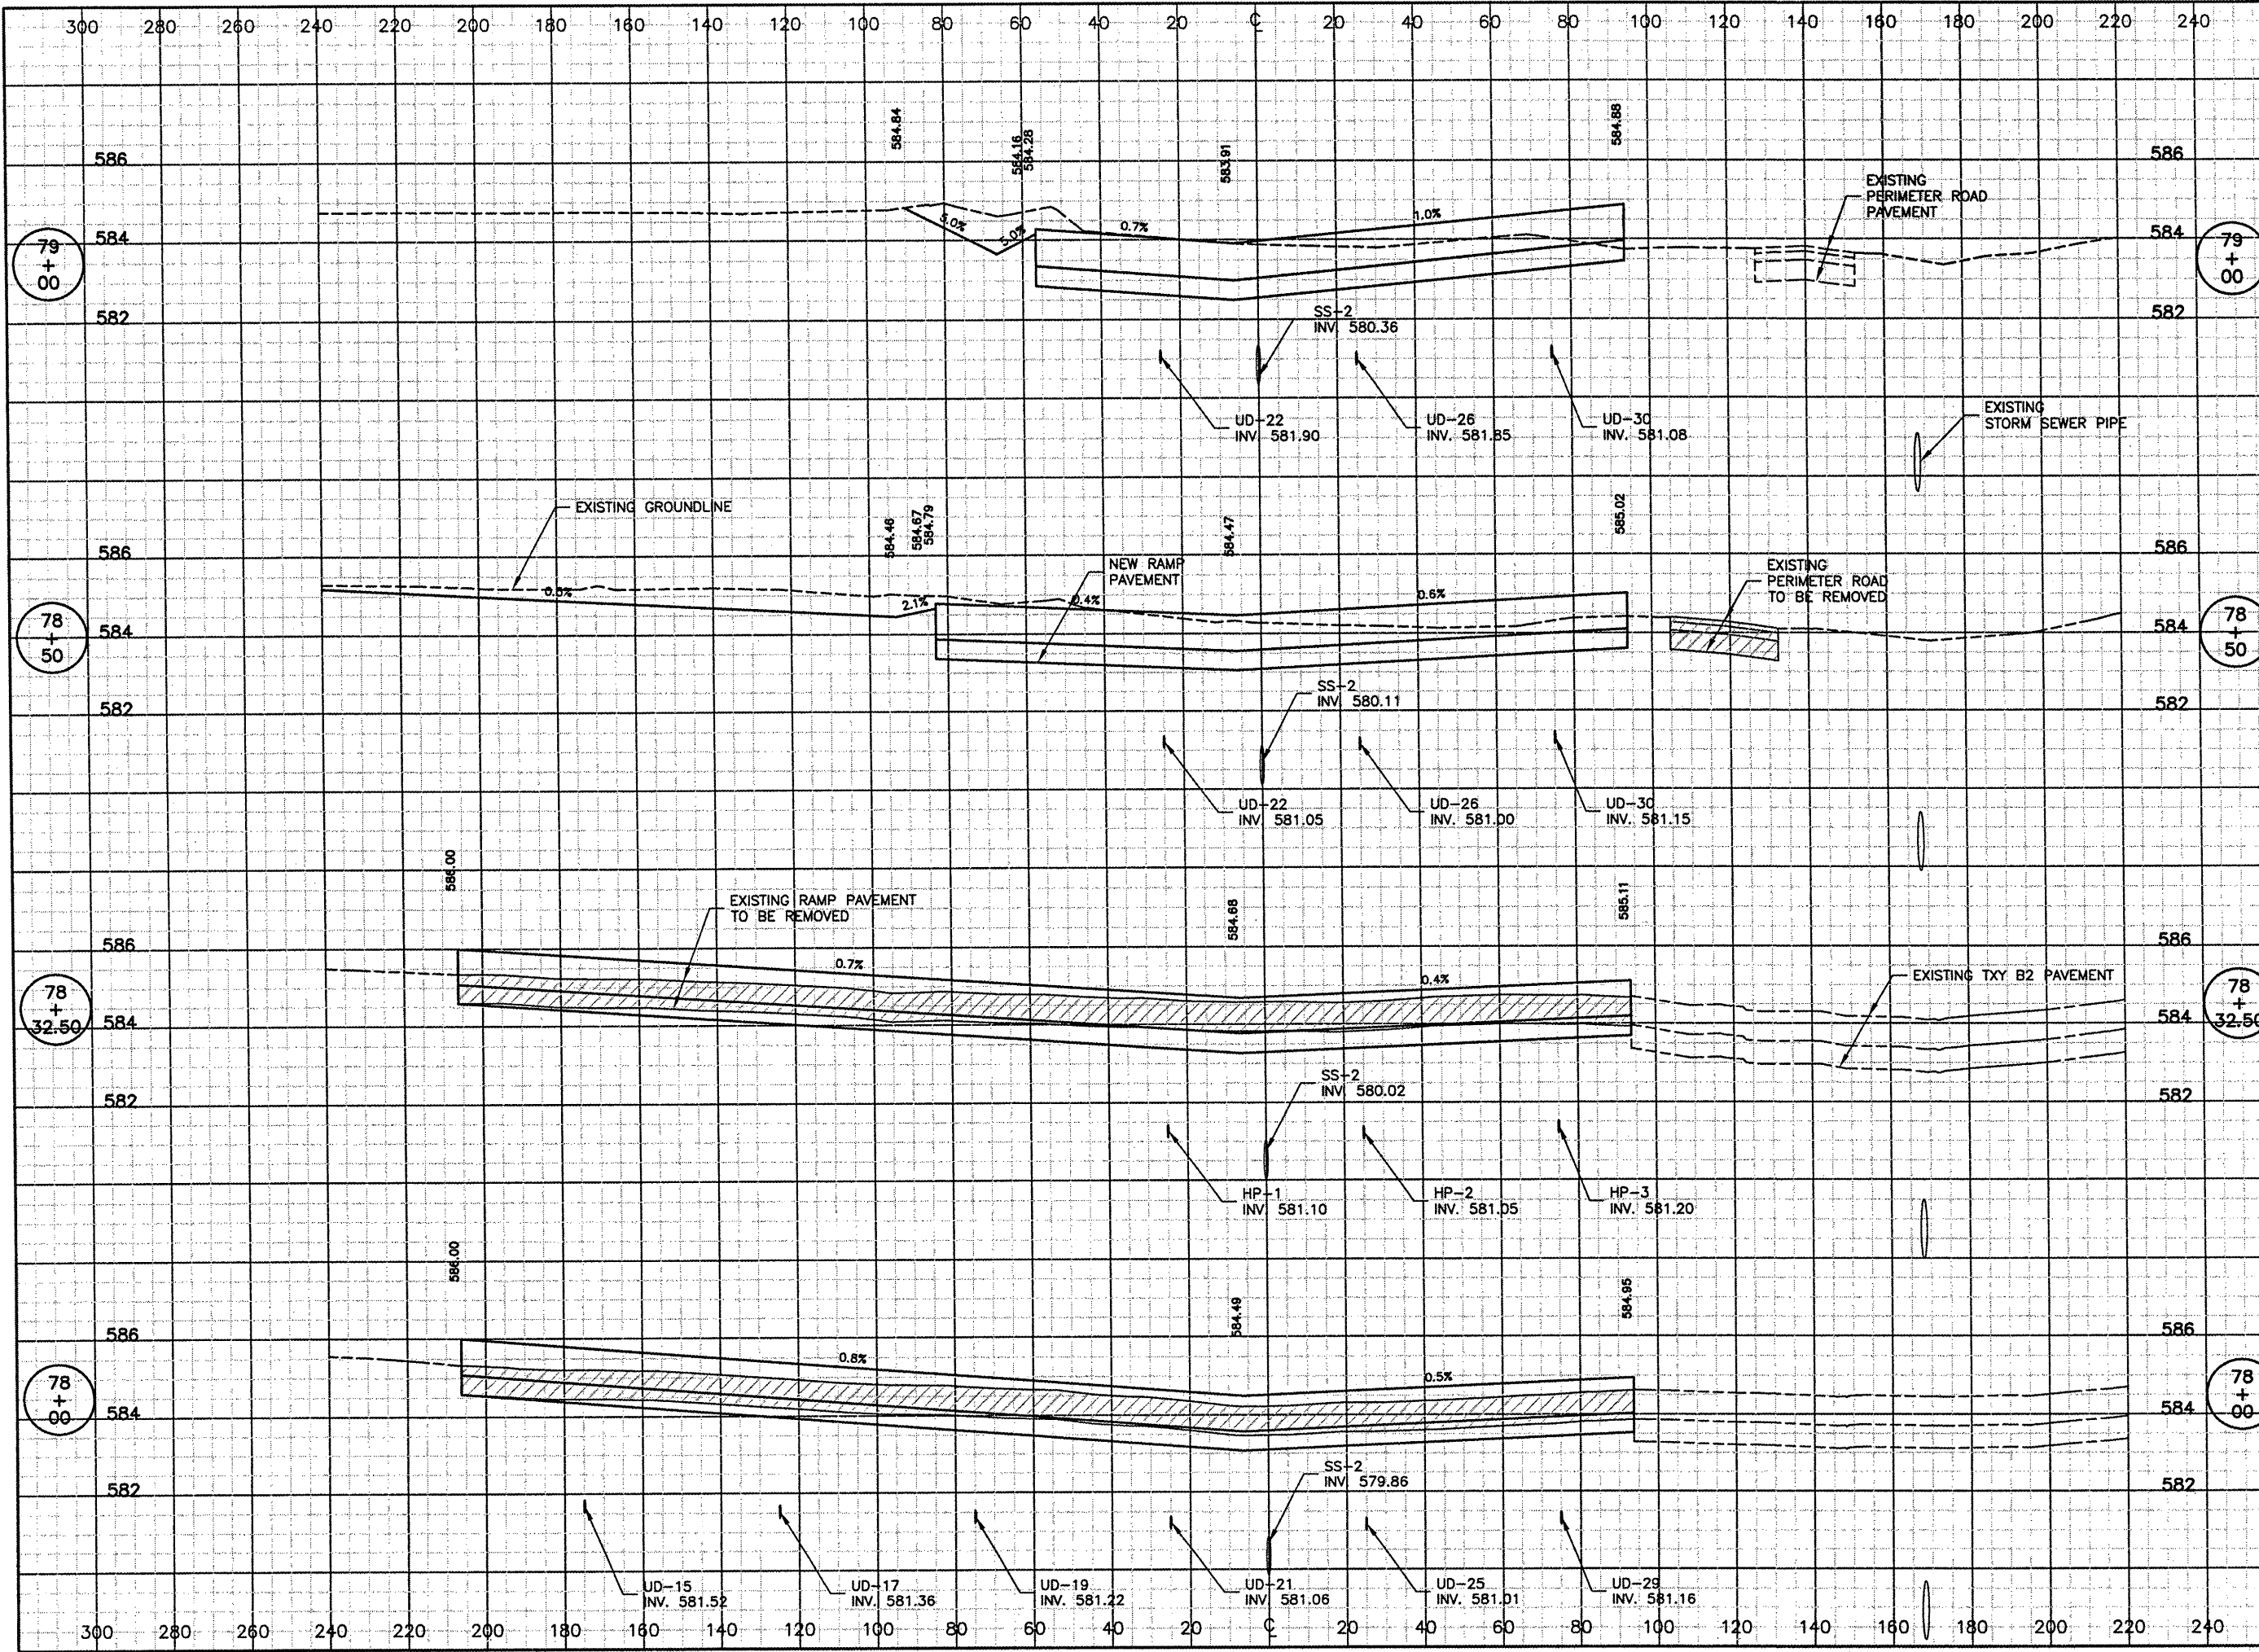 300 280 260 240 220 200 180 160 140 120 100 80 60 40 20 ℄ 20 40 60 80 100 120 140 160 180 200 220 240
584.84
584.16
584.28
583.91
584.88
586 586
EXISTING
PERIMETER ROAD
PAVEMENT
5.0%
5.0%
0.7%
1.0%
79
+
00
584 584
79
+
00
582 582
SS-2
INV. 580.36
UD-22
INV. 581.90
UD-26
INV. 581.85
UD-30
INV. 581.08
EXISTING
STORM SEWER PIPE
EXISTING GROUNDLINE
584.46
584.67
584.79
584.47
585.02
586 586
NEW RAMP
PAVEMENT
EXISTING
PERIMETER ROAD
TO BE REMOVED
0.5%
2.1%
0.4%
0.6%
78
+
50
584 584
78
+
50
582 582
SS-2
INV. 580.11
UD-22
INV. 581.05
UD-26
INV. 581.00
UD-30
INV. 581.15
586.00
584.68
585.11
EXISTING RAMP PAVEMENT
TO BE REMOVED
586 586
0.7%
0.4%
EXISTING TXY B2 PAVEMENT
78
+
32.50
584 584
78
+
32.50
582 582
SS-2
INV. 580.02
HP-1
INV. 581.10
HP-2
INV. 581.05
HP-3
INV. 581.20
586.00
584.49
584.95
586 586
0.8%
0.5%
78
+
00
584 584
78
+
00
582 582
SS-2
INV. 579.86
UD-15
INV. 581.52
UD-17
INV. 581.36
UD-19
INV. 581.22
UD-21
INV. 581.06
UD-25
INV. 581.01
UD-29
INV. 581.16
300 280 260 240 220 200 180 160 140 120 100 80 60 40 20 ℄ 20 40 60 80 100 120 140 160 180 200 220 240